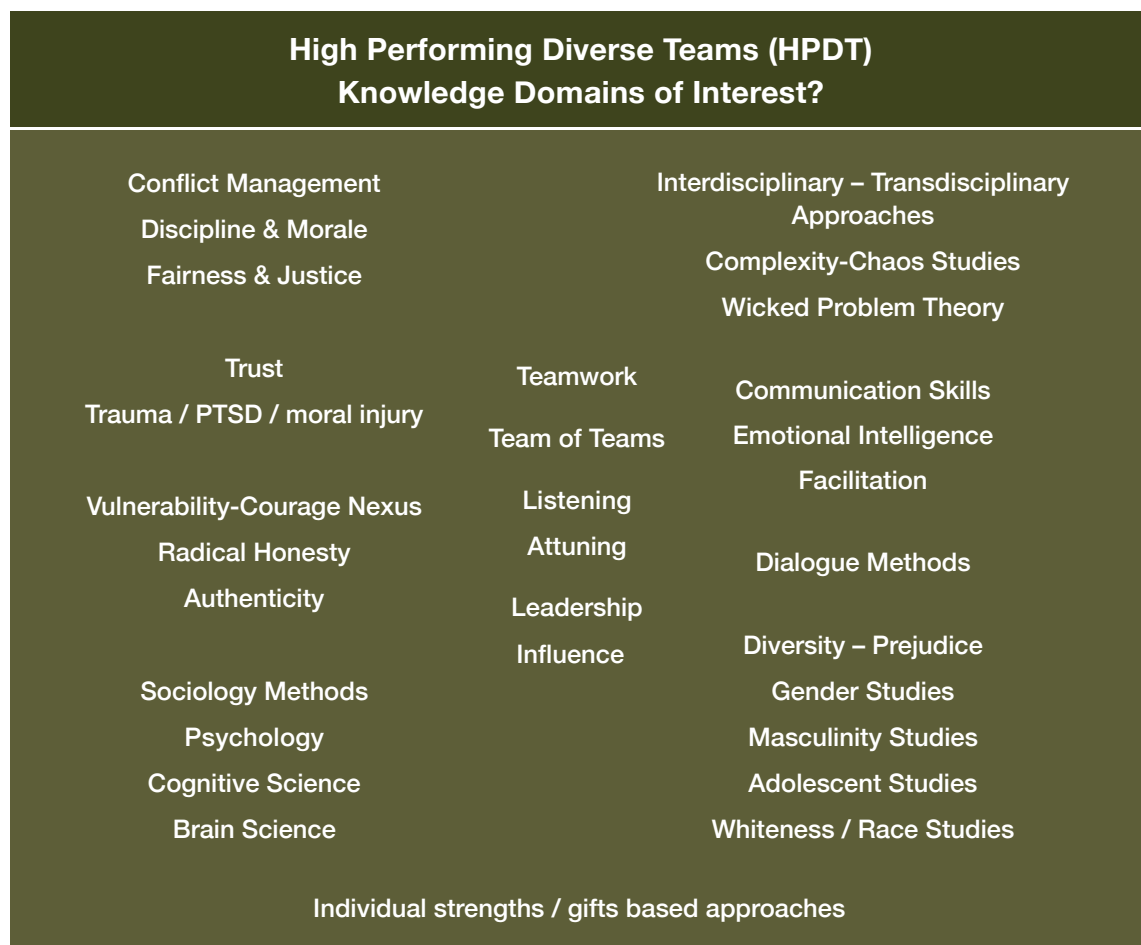 High Performing Diverse Teams (HPDT)
Knowledge Domains of Interest?
Conflict Management
Discipline & Morale
Fairness & Justice
Trust
Trauma / PTSD / moral injury
Vulnerability-Courage Nexus
Radical Honesty
Authenticity
Sociology Methods
Psychology
Cognitive Science
Brain Science
Teamwork
Team of Teams
Listening
Attuning
Leadership
Influence
Interdisciplinary – Transdisciplinary
Approaches
Complexity-Chaos Studies
Wicked Problem Theory
Communication Skills
Emotional Intelligence
Facilitation
Dialogue Methods
Diversity – Prejudice
Gender Studies
Masculinity Studies
Adolescent Studies
Whiteness / Race Studies
Individual strengths / gifts based approaches